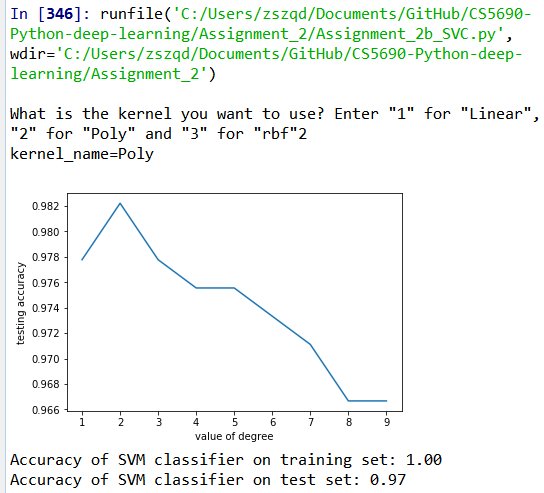 In [346]: runfile('C:/Users/zszqd/Documents/GitHub/CS5690-
Python-deep-learning/Assignment_2/Assignment_2b_SVC.py',
wdir='C:/Users/zszqd/Documents/GitHub/CS5690-Python-deep-
learning/Assignment_2')
What is the kernel you want to use? Enter "1" for "Linear",
"2" for "Poly" and "3" for "rbf"2
kernel_name=Poly
0.982
0.980
0.978
0.976
0.974
0.972
0.970
0.968
0.966
testing accuracy
1 2 3 4 5 6 7 8 9
value of degree
Accuracy of SVM classifier on training set: 1.00
Accuracy of SVM classifier on test set: 0.97